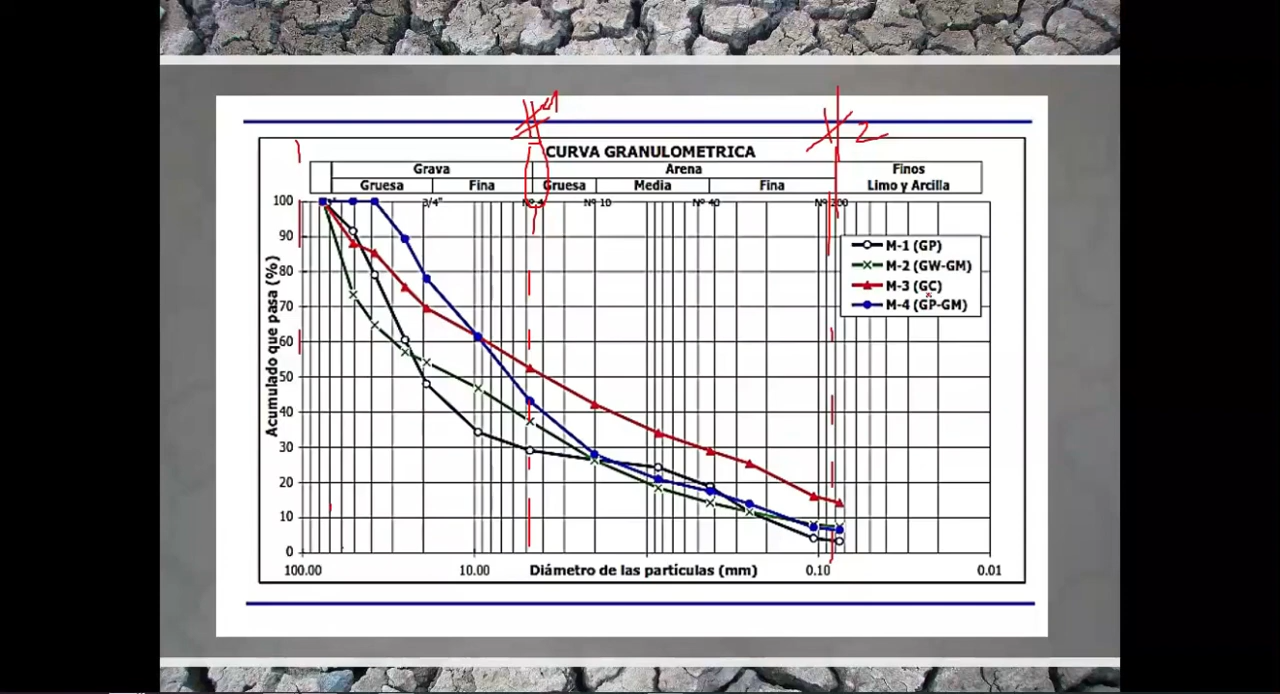 #4
#2
CURVA GRANULOMETRICA
Grava Arena Finos
Gruesa Fina Gruesa Media Fina Limo y Arcilla
3/4" Nº 4 Nº 10 Nº 40 Nº 200
100
90
80
70
60
50
40
30
20
10
0
Acumulado que pasa (%)
M-1 (GP)
M-2 (GW-GM)
M-3 (GC)
M-4 (GP-GM)
100.00 10.00 0.10 0.01
Diámetro de las partículas (mm)